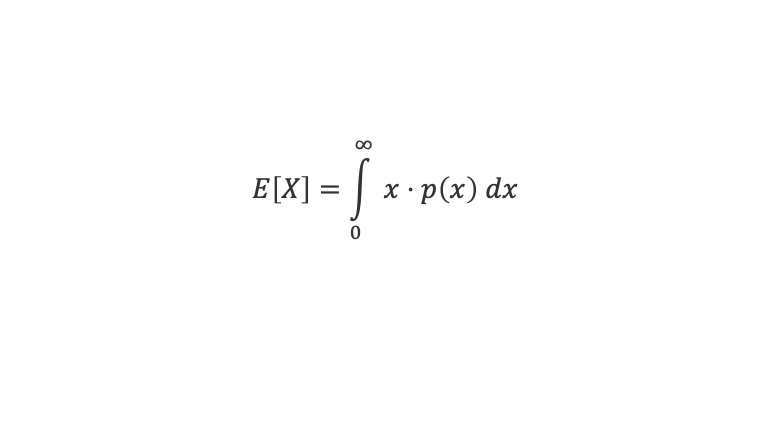 E[X] = ∫₀^∞ x · p(x) dx